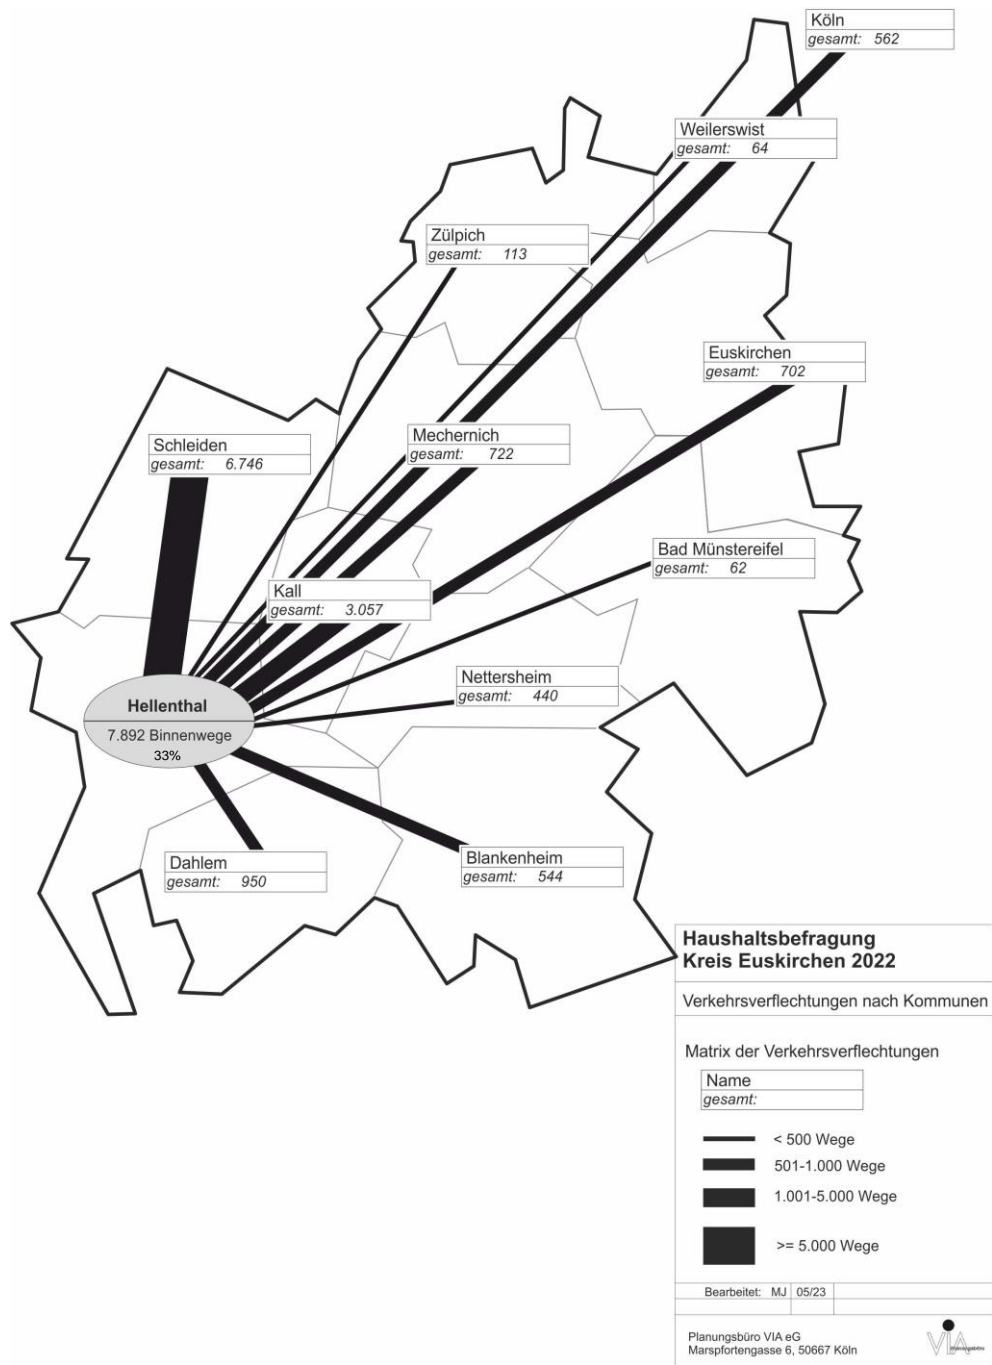 Köln
gesamt: 562
Weilerswist
gesamt: 64
Zülpich
gesamt: 113
Euskirchen
gesamt: 702
Mechernich
gesamt: 722
Schleiden
gesamt: 6.746
Bad Münstereifel
gesamt: 62
Kall
gesamt: 3.057
Nettersheim
gesamt: 440
Hellenthal
7.892 Binnenwege
33%
Dahlem
gesamt: 950
Blankenheim
gesamt: 544
Haushaltsbefragung
Kreis Euskirchen 2022
Verkehrsverflechtungen nach Kommunen
Matrix der Verkehrsverflechtungen
Name
gesamt:
< 500 Wege
501-1.000 Wege
1.001-5.000 Wege
>= 5.000 Wege
Bearbeitet: MJ 05/23
Planungsbüro VIA eG
Marspfortengasse 6, 50667 Köln
VIA planungsbüro